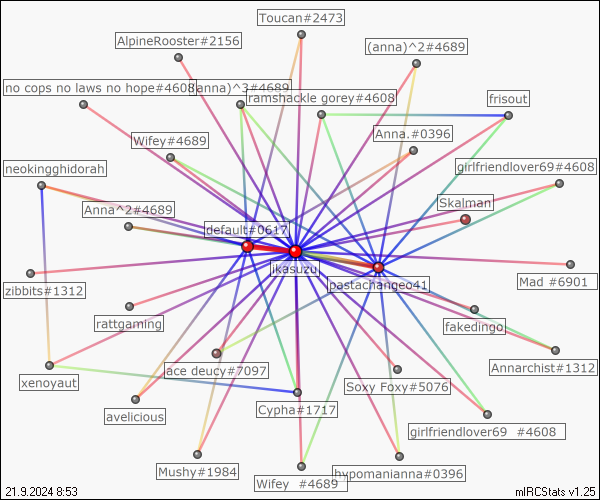 Toucan#2473
AlpineRooster#2156
(anna)^2#4689
no cops no laws no hope#4608
anna)^3#4689
ramshackle gorey#4608
frisout
Wifey#4689
Anna.#0396
neokingghidorah
girlfriendlover69#4608
Anna^2#4689
Skalman
default#0617
jkasuzu
pastachangeo41
zibbits#1312
Mad #6901
rattgaming
fakedingo
xenoyaut
ace deucy#7097
Annarchist#1312
Soxy Foxy#5076
avelicious
Cypha#1717
girlfriendlover69 #4608
Mushy#1984
Wifey #4689
hypomanianna#0396
21.9.2024 8:53
mIRCStats v1.25